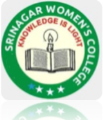 SRINAGAR WOMEN'S COLLEGE
KNOWLEDGE IS LIGHT